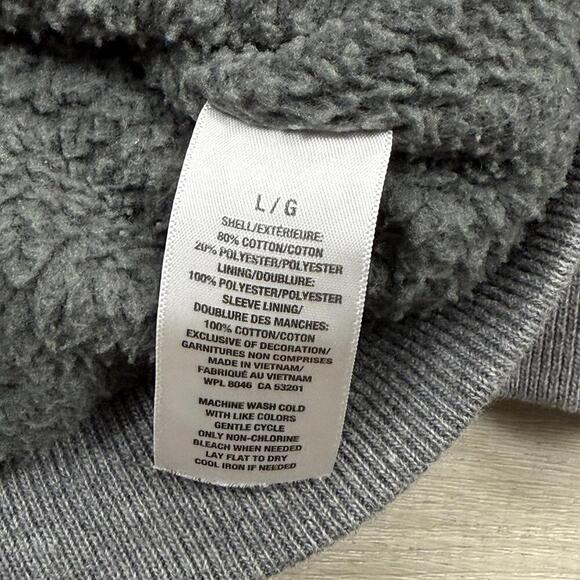 L/G
SHELL/EXTÉRIEURE:
80% COTTON/COTON
20% POLYESTER/POLYESTER
LINING/DOUBLURE:
100% POLYESTER/POLYESTER
SLEEVE LINING/
DOUBLURE DES MANCHES:
100% COTTON/COTON
EXCLUSIVE OF DECORATION/
GARNITURES NON COMPRISES
MADE IN VIETNAM/
FABRIQUÉ AU VIETNAM
WPL 8046 CA 53201
MACHINE WASH COLD
WITH LIKE COLORS
GENTLE CYCLE
ONLY NON-CHLORINE
BLEACH WHEN NEEDED
LAY FLAT TO DRY
COOL IRON IF NEEDED